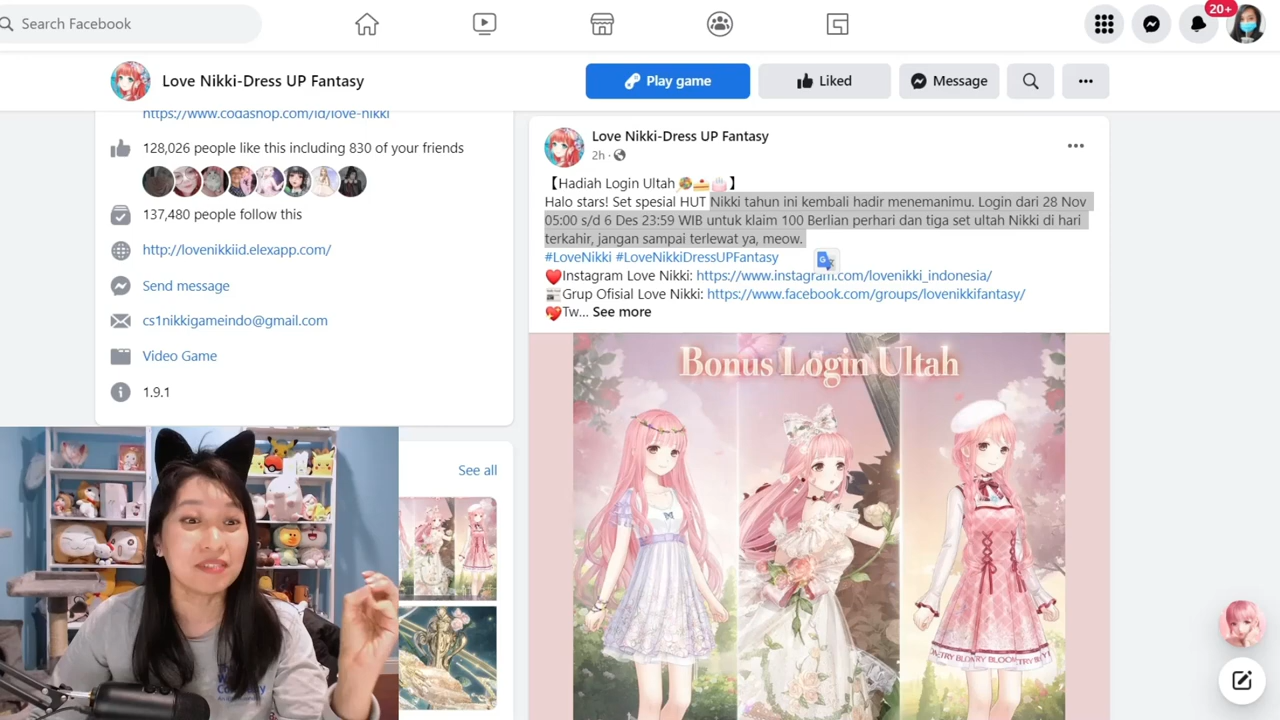 Search Facebook
20+
Love Nikki-Dress UP Fantasy
Play game
Liked
Message
https://www.codashop.com/id/love-nikki
128,026 people like this including 830 of your friends
137,480 people follow this
http://lovenikkiid.elexapp.com/
Send message
cs1nikkigameindo@gmail.com
Video Game
1.9.1
See all
Love Nikki-Dress UP Fantasy
2h ·
【Hadiah Login Ultah 】
Halo stars! Set spesial HUT Nikki tahun ini kembali hadir menemanimu. Login dari 28 Nov
05:00 s/d 6 Des 23:59 WIB untuk klaim 100 Berlian perhari dan tiga set ultah Nikki di hari
terkahir, jangan sampai terlewat ya, meow.
#LoveNikki #LoveNikkiDressUPFantasy
Instagram Love Nikki: https://www.instagram.com/lovenikki_indonesia/
Grup Ofisial Love Nikki: https://www.facebook.com/groups/lovenikkifantasy/
Tw... See more
Bonus Login Ultah